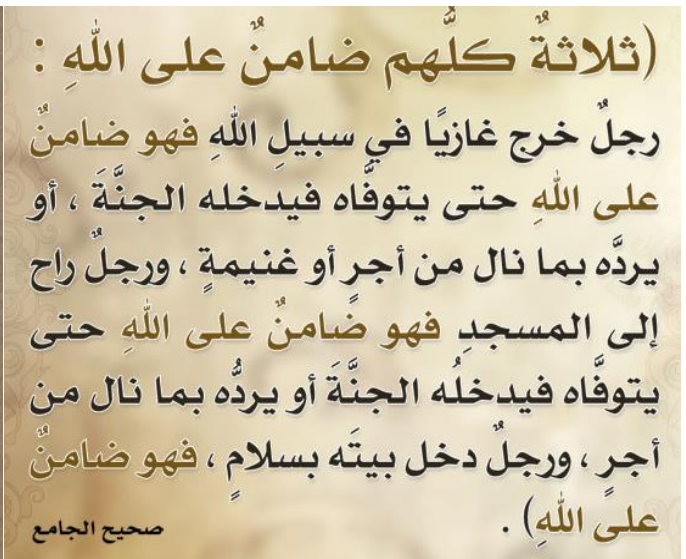 (ثلاثةٌ كلُّهم ضامنٌ على اللهِ :
رجلٌ خرج غازيًا في سبيلِ اللهِ فهو ضامنٌ
على اللهِ حتى يتوفَّاه فيدخله الجنَّةَ ، أو
يردَّه بما نال من أجرٍ أو غنيمةٍ ، ورجلٌ راح
إلى المسجدِ فهو ضامنٌ على اللهِ حتى
يتوفَّاه فيدخلُه الجنَّةَ أو يردُّه بما نال من
أجرٍ ، ورجلٌ دخل بيتَه بسلامٍ ، فهو ضامنٌ
على اللهِ) .
صحيح الجامع